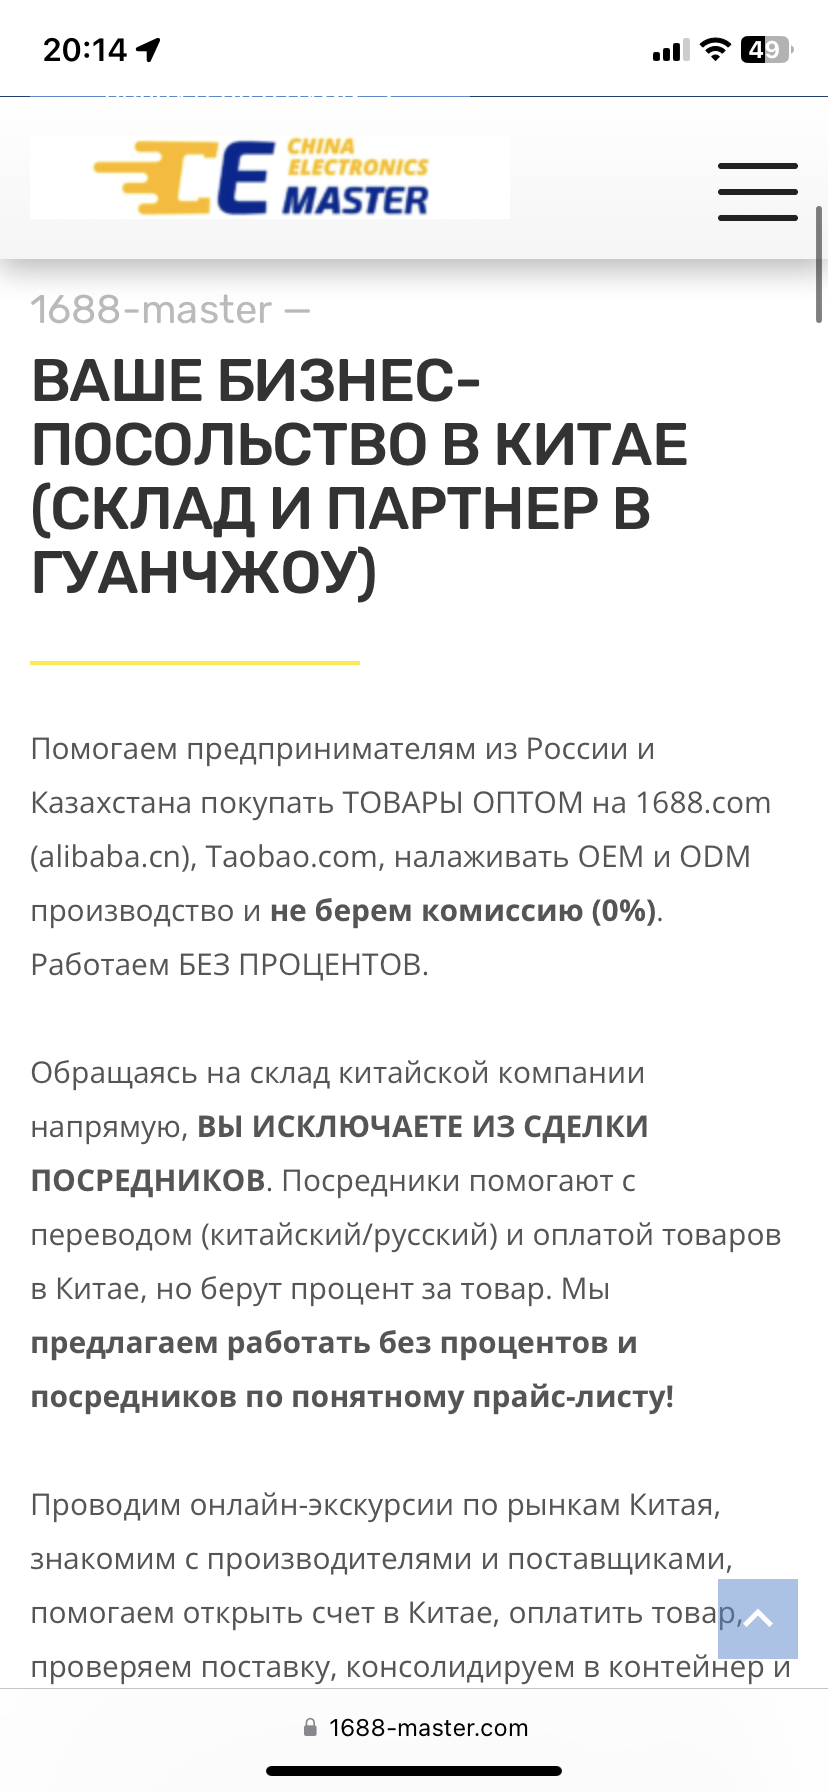 20:14
49
CHINA
ELECTRONICS
CE MASTER
1688-master —
ВАШЕ БИЗНЕС-
ПОСОЛЬСТВО В КИТАЕ
(СКЛАД И ПАРТНЕР В
ГУАНЧЖОУ)
Помогаем предпринимателям из России и
Казахстана покупать ТОВАРЫ ОПТОМ на 1688.com
(alibaba.cn), Taobao.com, налаживать OEM и ODM
производство и не берем комиссию (0%).
Работаем БЕЗ ПРОЦЕНТОВ.
Обращаясь на склад китайской компании
напрямую, ВЫ ИСКЛЮЧАЕТЕ ИЗ СДЕЛКИ
ПОСРЕДНИКОВ. Посредники помогают с
переводом (китайский/русский) и оплатой товаров
в Китае, но берут процент за товар. Мы
предлагаем работать без процентов и
посредников по понятному прайс-листу!
Проводим онлайн-экскурсии по рынкам Китая,
знакомим с производителями и поставщиками,
помогаем открыть счет в Китае, оплатить товар,
проверяем поставку, консолидируем в контейнер и
1688-master.com